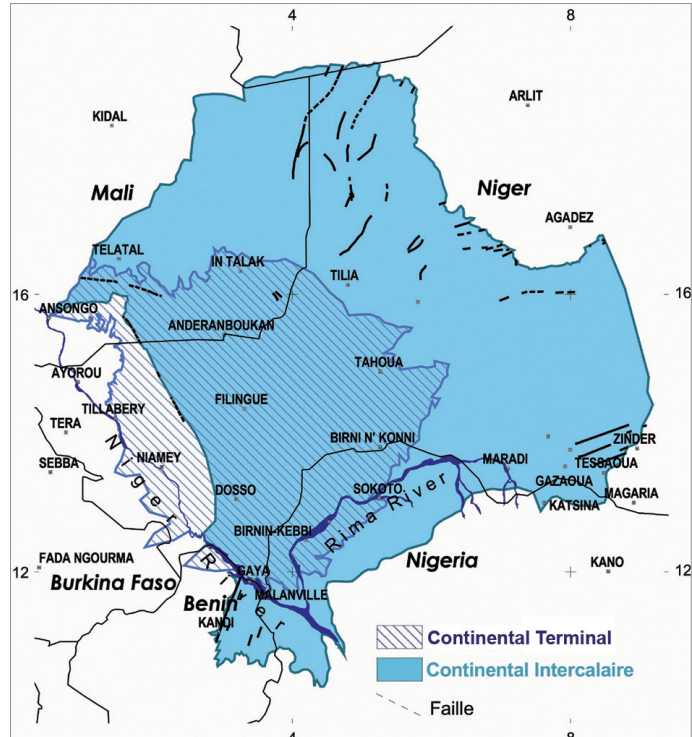 4
8
ARLIT
KIDAL
Mali
Niger
AGADEZ
TELATAL
IN TALAK
TILIA
16
16
ANSONGO
ANDERANBOUKAN
TAHOUA
AYOROU
FILINGUE
TILLABERY
TERA
BIRNI N' KONNI
ZINDER
NIAMEY
MARADI
SEBBA
TESSAOUA
GAZAOUA
DOSSO
SOKOTO
MAGARIA
KATSINA
Niger River
BIRNIN-KEBBI
Rima River
Nigeria
FADA NGOURMA
GAYA
KANO
12
12
Burkina Faso
MALANVILLE
Benin
KANDI
Continental Terminal
Continental Intercalaire
Faille
4
8